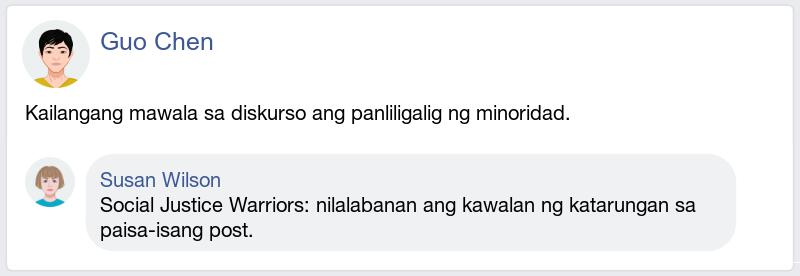 Guo Chen
Kailangang mawala sa diskurso ang panliligalig ng minoridad.
Susan Wilson
Social Justice Warriors: nilalabanan ang kawalan ng katarungan sa
paisa-isang post.